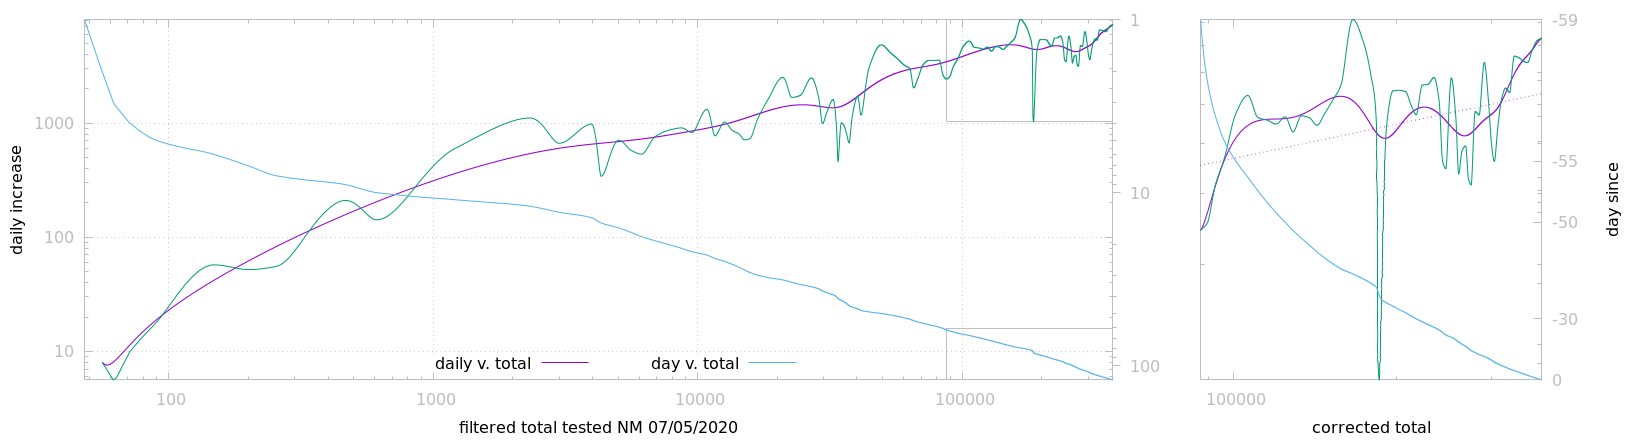 daily increase
1000
100
10
1
10
100
daily v. total
day v. total
100
1000
10000
100000
filtered total tested NM 07/05/2020
-59
-55
-50
-30
0
day since
100000
corrected total